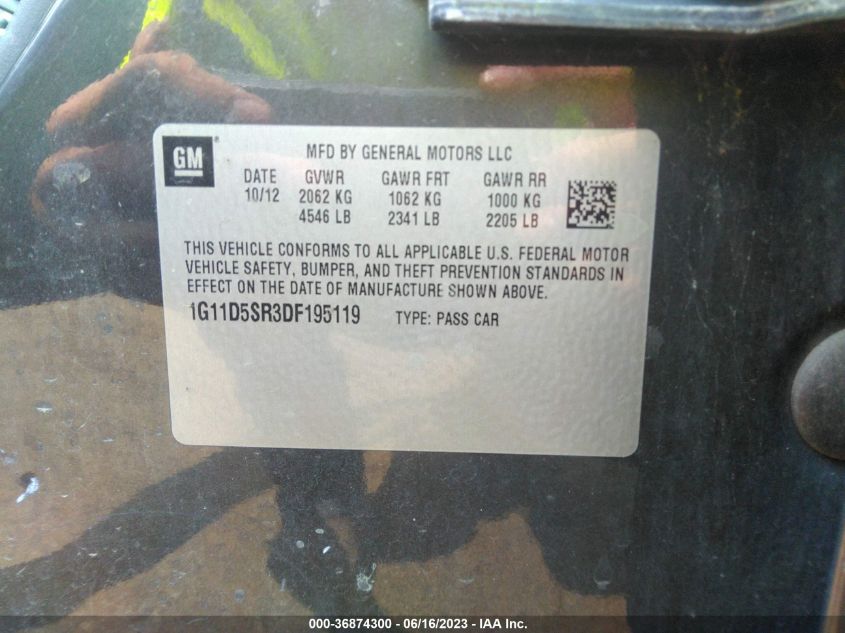 GM
MFD BY GENERAL MOTORS LLC
DATE GVWR GAWR FRT GAWR RR
10/12 2062 KG 1062 KG 1000 KG
4546 LB 2341 LB 2205 LB
THIS VEHICLE CONFORMS TO ALL APPLICABLE U.S. FEDERAL MOTOR
VEHICLE SAFETY, BUMPER, AND THEFT PREVENTION STANDARDS IN
EFFECT ON THE DATE OF MANUFACTURE SHOWN ABOVE.
1G11D5SR3DF195119 TYPE: PASS CAR
000-36874300 - 06/16/2023 - IAA Inc.